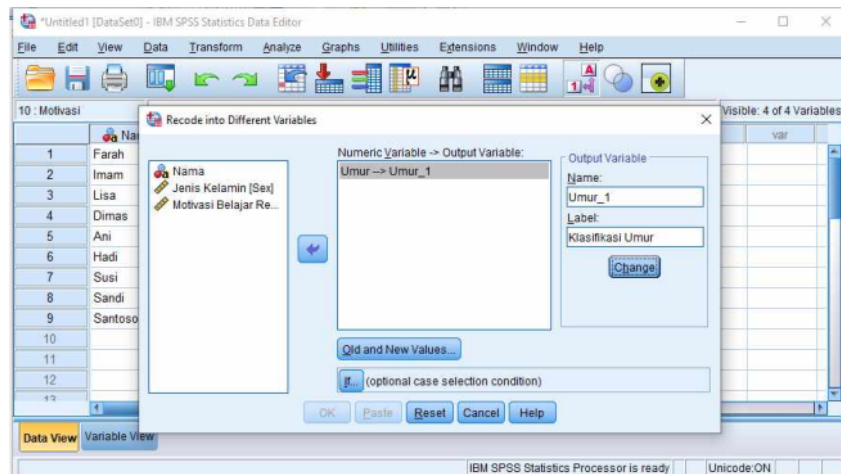 *Untitled1 [DataSet0] - IBM SPSS Statistics Data Editor
File Edit View Data Transform Analyze Graphs Utilities Extensions Window Help
10 : Motivasi
Visible: 4 of 4 Variables
Na
var
1 Farah
2 Imam
3 Lisa
4 Dimas
5 Ani
6 Hadi
7 Susi
8 Sandi
9 Santoso
10
11
12
13
Recode into Different Variables
Nama
Jenis Kelamin [Sex]
Motivasi Belajar Re...
Numeric Variable -> Output Variable:
Umur --> Umur_1
Output Variable
Name:
Umur_1
Label:
Klasifikasi Umur
Change
Old and New Values...
If... (optional case selection condition)
OK Paste Reset Cancel Help
Data View Variable View
IBM SPSS Statistics Processor is ready Unicode:ON